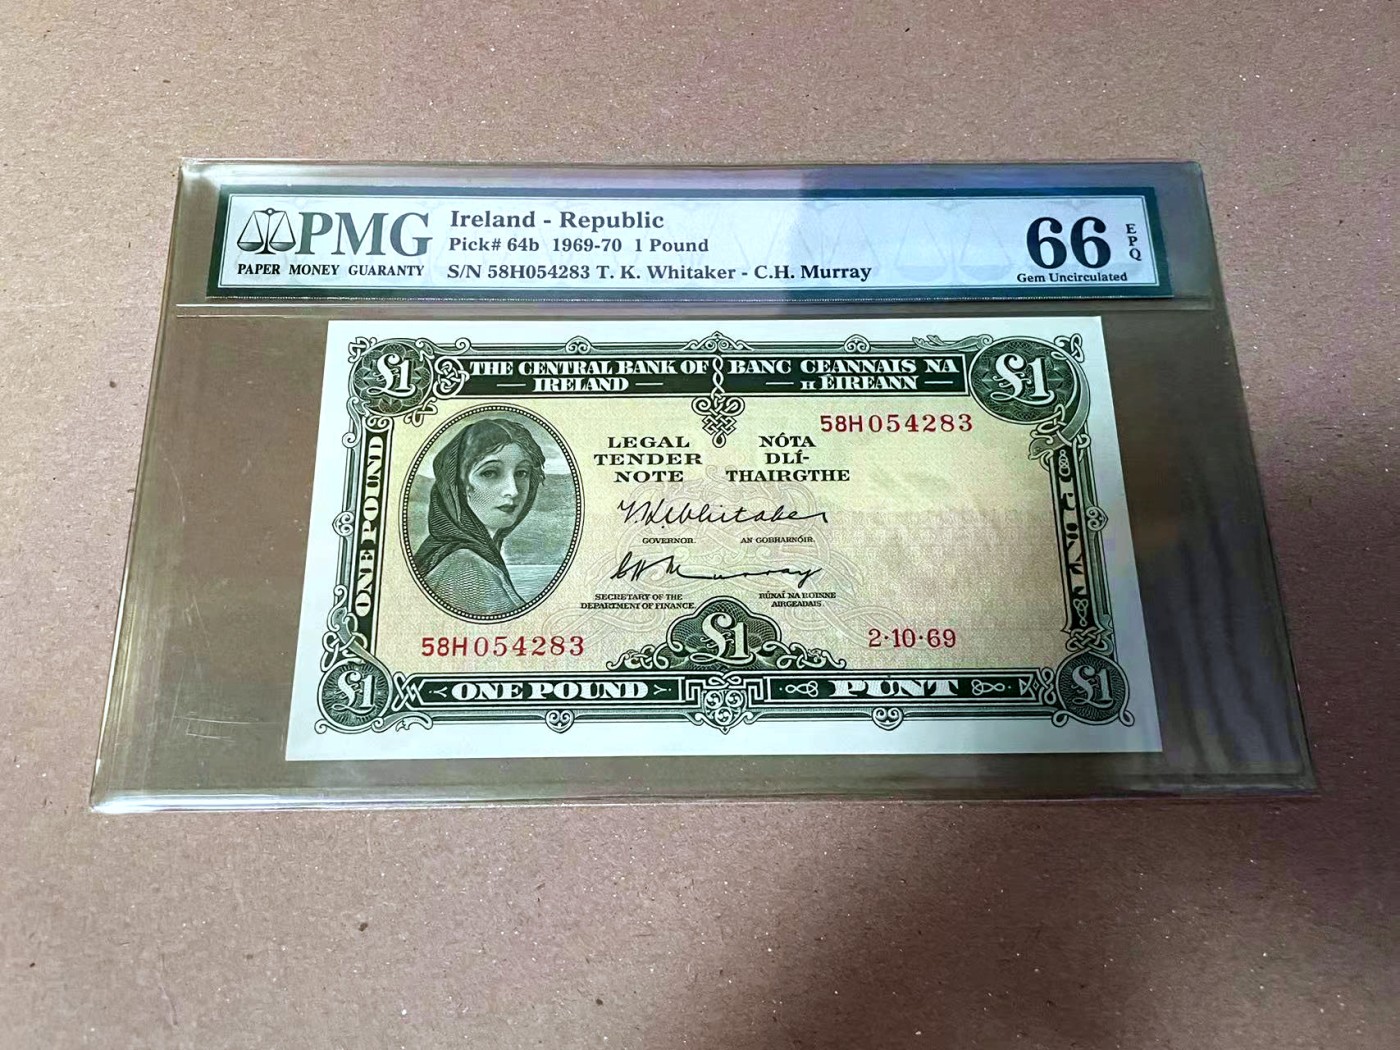 PMG
PAPER MONEY GUARANTY
Ireland - Republic
Pick# 64b 1969-70 1 Pound
S/N 58H054283 T. K. Whitaker - C.H. Murray
66
EPQ
Gem Uncirculated
£1
THE CENTRAL BANK OF
IRELAND
BANC CEANNAIS NA
H ÉIREANN
£1
58H054283
LEGAL
TENDER
NOTE
NÓTA
DLÍ-
THAIRGTHE
T.K. Whitaker
GOVERNOR. AN GOBHARNÓIR.
C H Murray
SECRETARY OF THE
DEPARTMENT OF FINANCE.
RÚNAÍ NA ROINNE
AIRGEADAIS.
ONE POUND
58H054283
£1
2·10·69
£1
ONE POUND
PUNT
£1